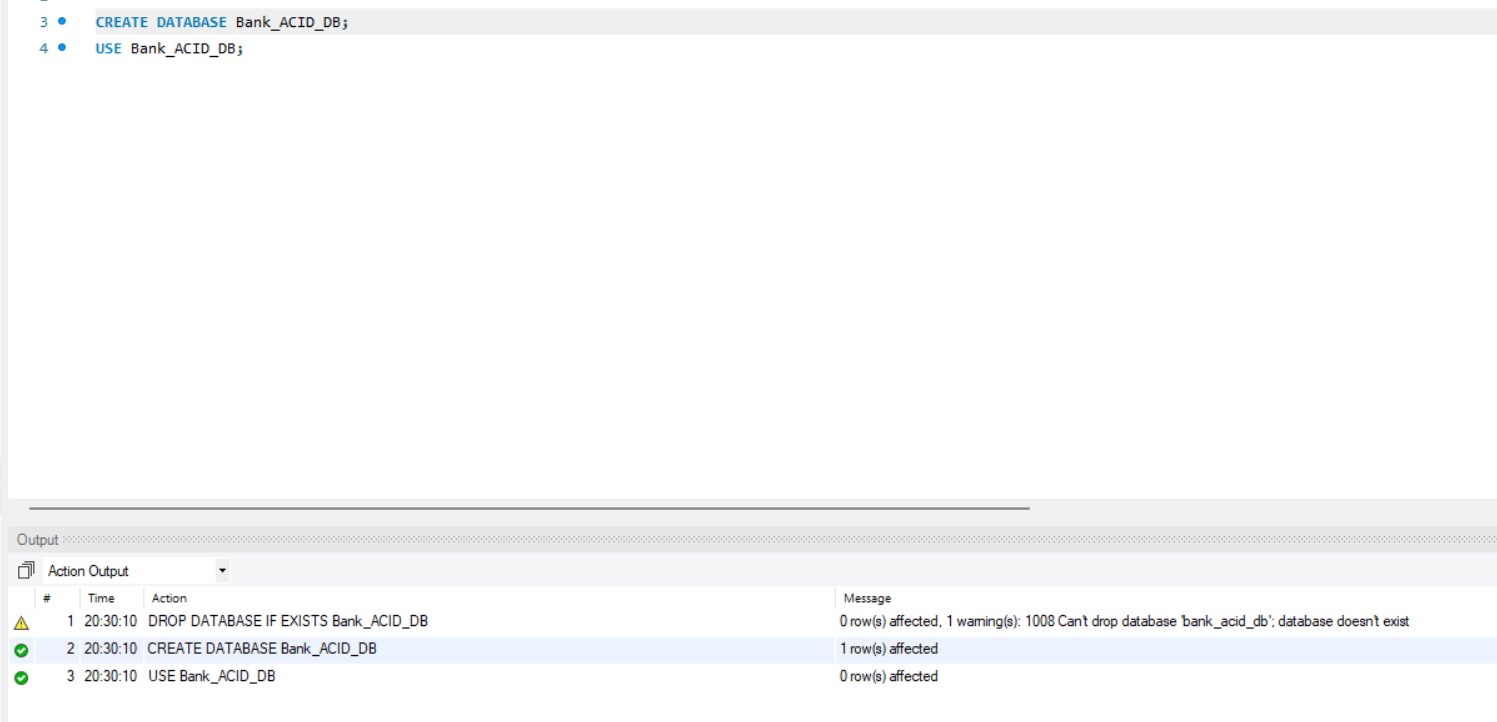 3 CREATE DATABASE Bank_ACID_DB;
4 USE Bank_ACID_DB;
Output
Action Output
# Time Action Message
1 20:30:10 DROP DATABASE IF EXISTS Bank_ACID_DB 0 row(s) affected, 1 warning(s): 1008 Can't drop database 'bank_acid_db'; database doesn't exist
2 20:30:10 CREATE DATABASE Bank_ACID_DB 1 row(s) affected
3 20:30:10 USE Bank_ACID_DB 0 row(s) affected